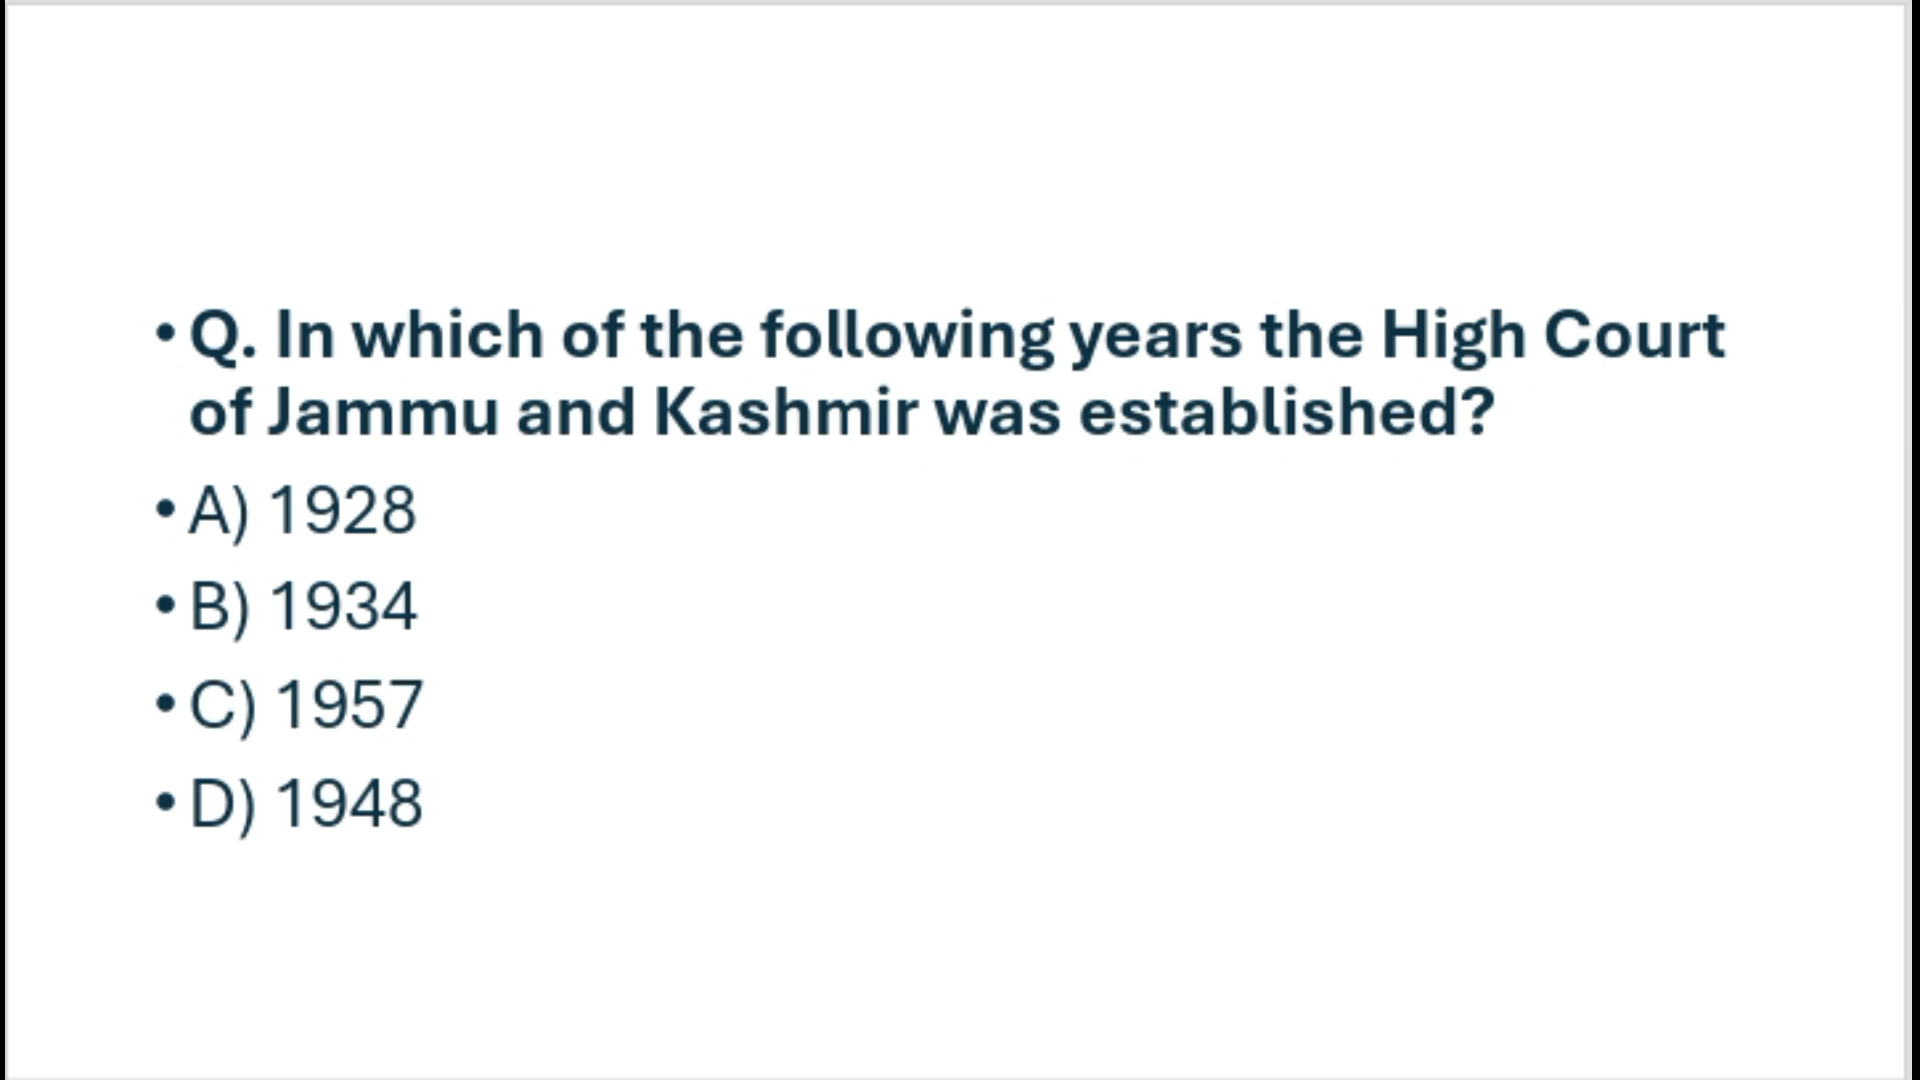 • Q. In which of the following years the High Court
of Jammu and Kashmir was established?
• A) 1928
• B) 1934
• C) 1957
• D) 1948